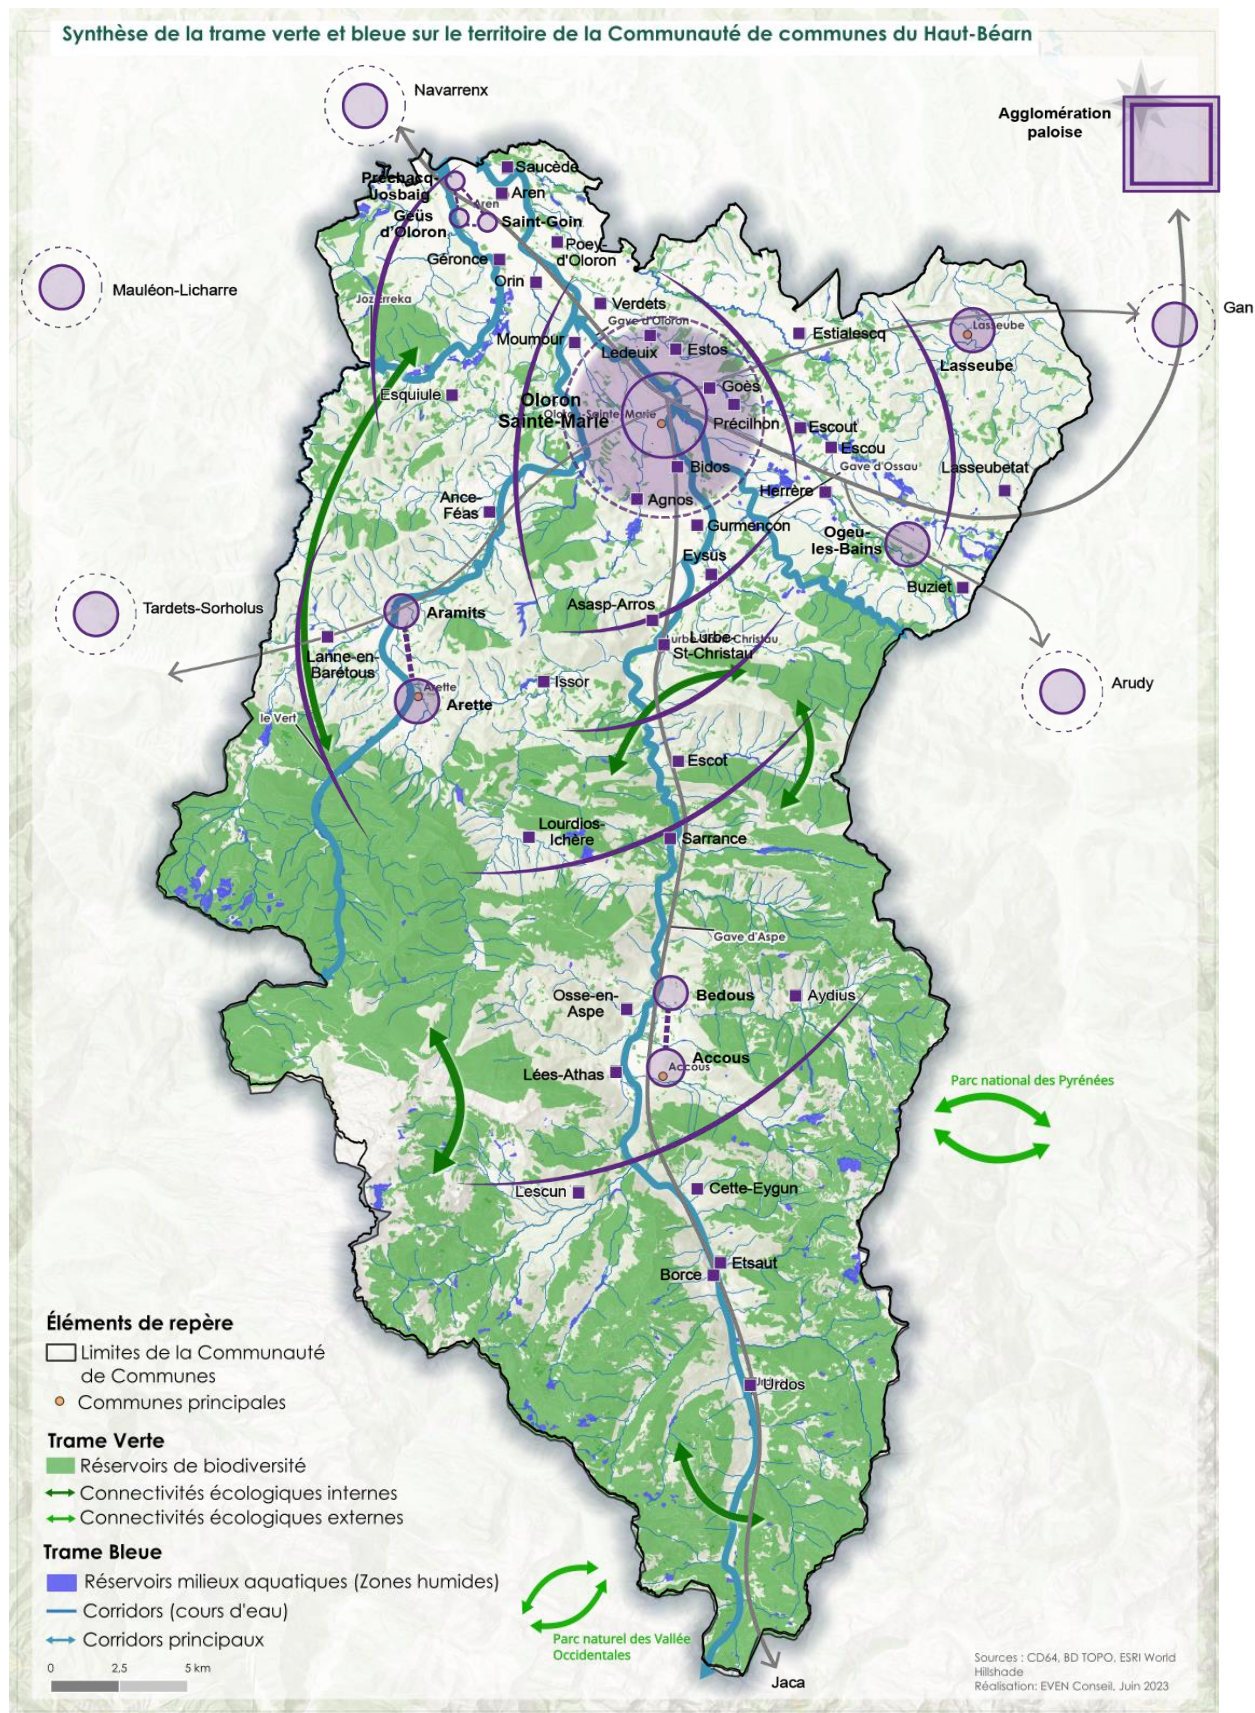 Synthèse de la trame verte et bleue sur le territoire de la Communauté de communes du Haut-Béarn
Navarrenx
Agglomération
paloise
Saucède
Préchacq-
Josbaig
Aren
Aren
Geüs
d'Oloron
Saint-Goin
Poey-
d'Oloron
Géronce
Orin
Mauléon-Licharre
Joz Erreka
Verdets
Gan
Gave d'Oloron
Estialescq
Lasseube
Moumour
Ledeuix
Estos
Lasseube
Esquiule
Goès
Oloron
Sainte-Marie
Oloron-Sainte-Marie
Précilhon
Escout
Escou
Gave d'Ossau
Lasseubetat
Bidos
Herrère
Ance-
Féas
Agnos
Gurmençon
Ogeu-
les-Bains
Eysus
Buziet
Tardets-Sorholus
Aramits
Asasp-Arros
Lurbe-
St-Christau
Lanne-en-
Barétous
Issor
Arette
Arette
Arudy
le Vert
Escot
Lourdios-
Ichère
Sarrance
Gave d'Aspe
Osse-en-
Aspe
Bedous
Aydius
Accous
Accous
Lées-Athas
Parc national des Pyrénées
Lescun
Cette-Eygun
Etsaut
Borce
Urdos
Éléments de repère
Limites de la Communauté
de Communes
Communes principales
Trame Verte
Réservoirs de biodiversité
Connectivités écologiques internes
Connectivités écologiques externes
Trame Bleue
Réservoirs milieux aquatiques (Zones humides)
Corridors (cours d'eau)
Corridors principaux
0 2,5 5 km
Parc naturel des Vallée
Occidentales
Jaca
Sources : CD64, BD TOPO, ESRI World
Hillshade
Réalisation: EVEN Conseil, Juin 2023